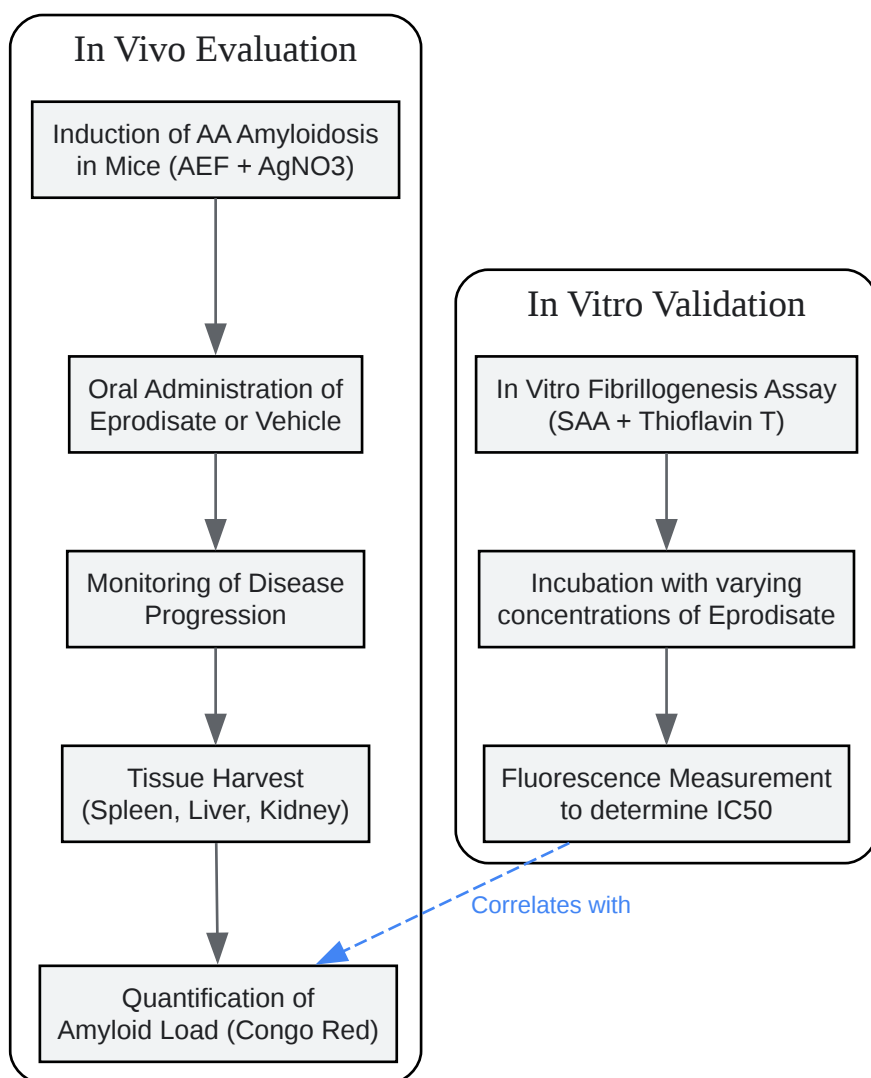 In Vivo Evaluation
Induction of AA Amyloidosis
in Mice (AEF + AgNO3)
Oral Administration of
Eprodisate or Vehicle
Monitoring of Disease
Progression
Tissue Harvest
(Spleen, Liver, Kidney)
Quantification of
Amyloid Load (Congo Red)
In Vitro Validation
In Vitro Fibrillogenesis Assay
(SAA + Thioflavin T)
Incubation with varying
concentrations of Eprodisate
Fluorescence Measurement
to determine IC50
Correlates with